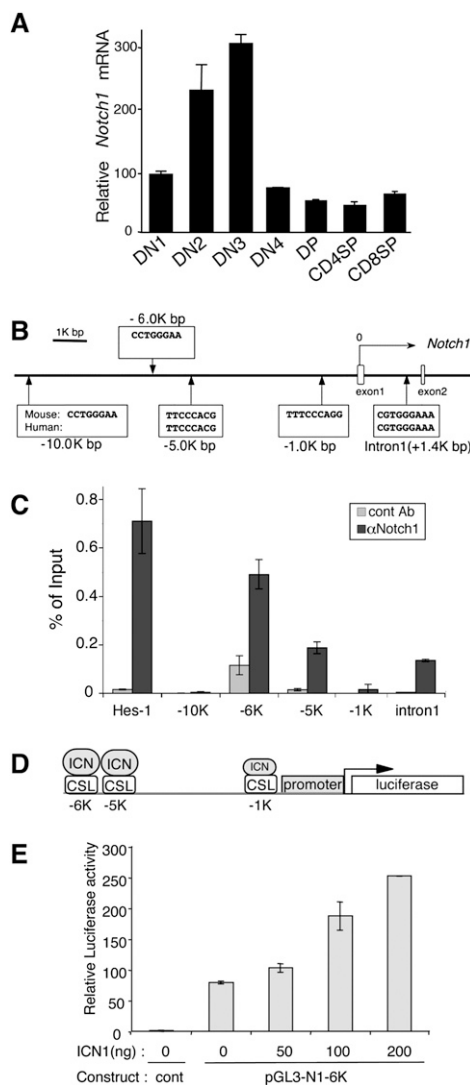 A
Relative Notch1 mRNA
300
200
100
0
DN1 DN2 DN3 DN4 DP CD4SP CD8SP
B
1K bp
- 6.0K bp
CCTGGGAA
0
Notch1
exon1
exon2
Mouse: CCTGGGAA
Human:
-10.0K bp
TTCCCACG
TTCCCACG
-5.0K bp
TTTCCCAGG
-1.0K bp
CGTGGGAAA
CGTGGGAAA
Intron1(+1.4K bp)
C
% of Input
0.8
0.6
0.4
0.2
0
cont Ab
αNotch1
Hes-1 -10K -6K -5K -1K intron1
D
ICN ICN ICN
CSL CSL CSL promoter luciferase
-6K -5K -1K
E
Relative Luciferase activity
300
250
200
150
100
50
0
ICN1(ng) : 0 0 50 100 200
Construct : cont pGL3-N1-6K